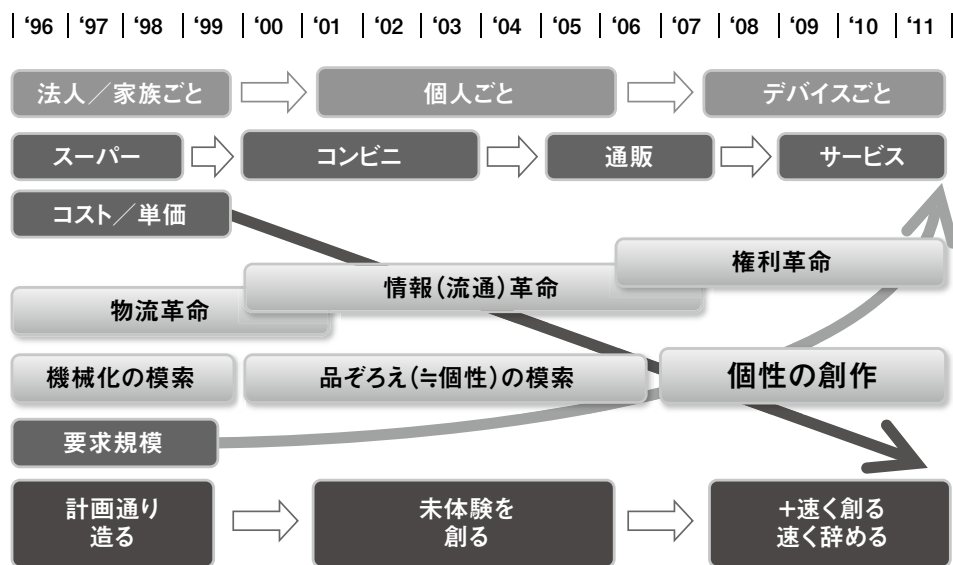 ‘96 ‘97 ‘98 ‘99 ‘00 ‘01 ‘02 ‘03 ‘04 ‘05 ‘06 ‘07 ‘08 ‘09 ‘10 ‘11
法人／家族ごと 個人ごと デバイスごと
スーパー コンビニ 通販 サービス
コスト／単価
権利革命
情報（流通）革命
物流革命
機械化の模索 品ぞろえ（≒個性）の模索 個性の創作
要求規模
計画通り
造る
未体験を
創る
+速く創る
速く辞める